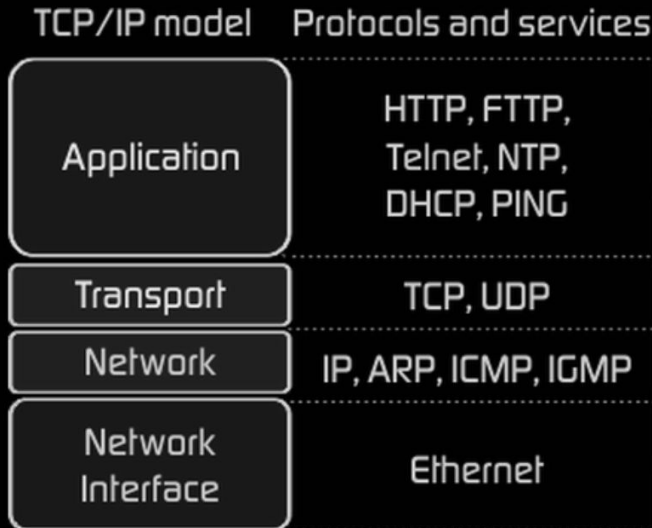 TCP/IP model Protocols and services
Application
HTTP, FTTP,
Telnet, NTP,
DHCP, PING
Transport TCP, UDP
Network IP, ARP, ICMP, IGMP
Network
Interface
Ethernet